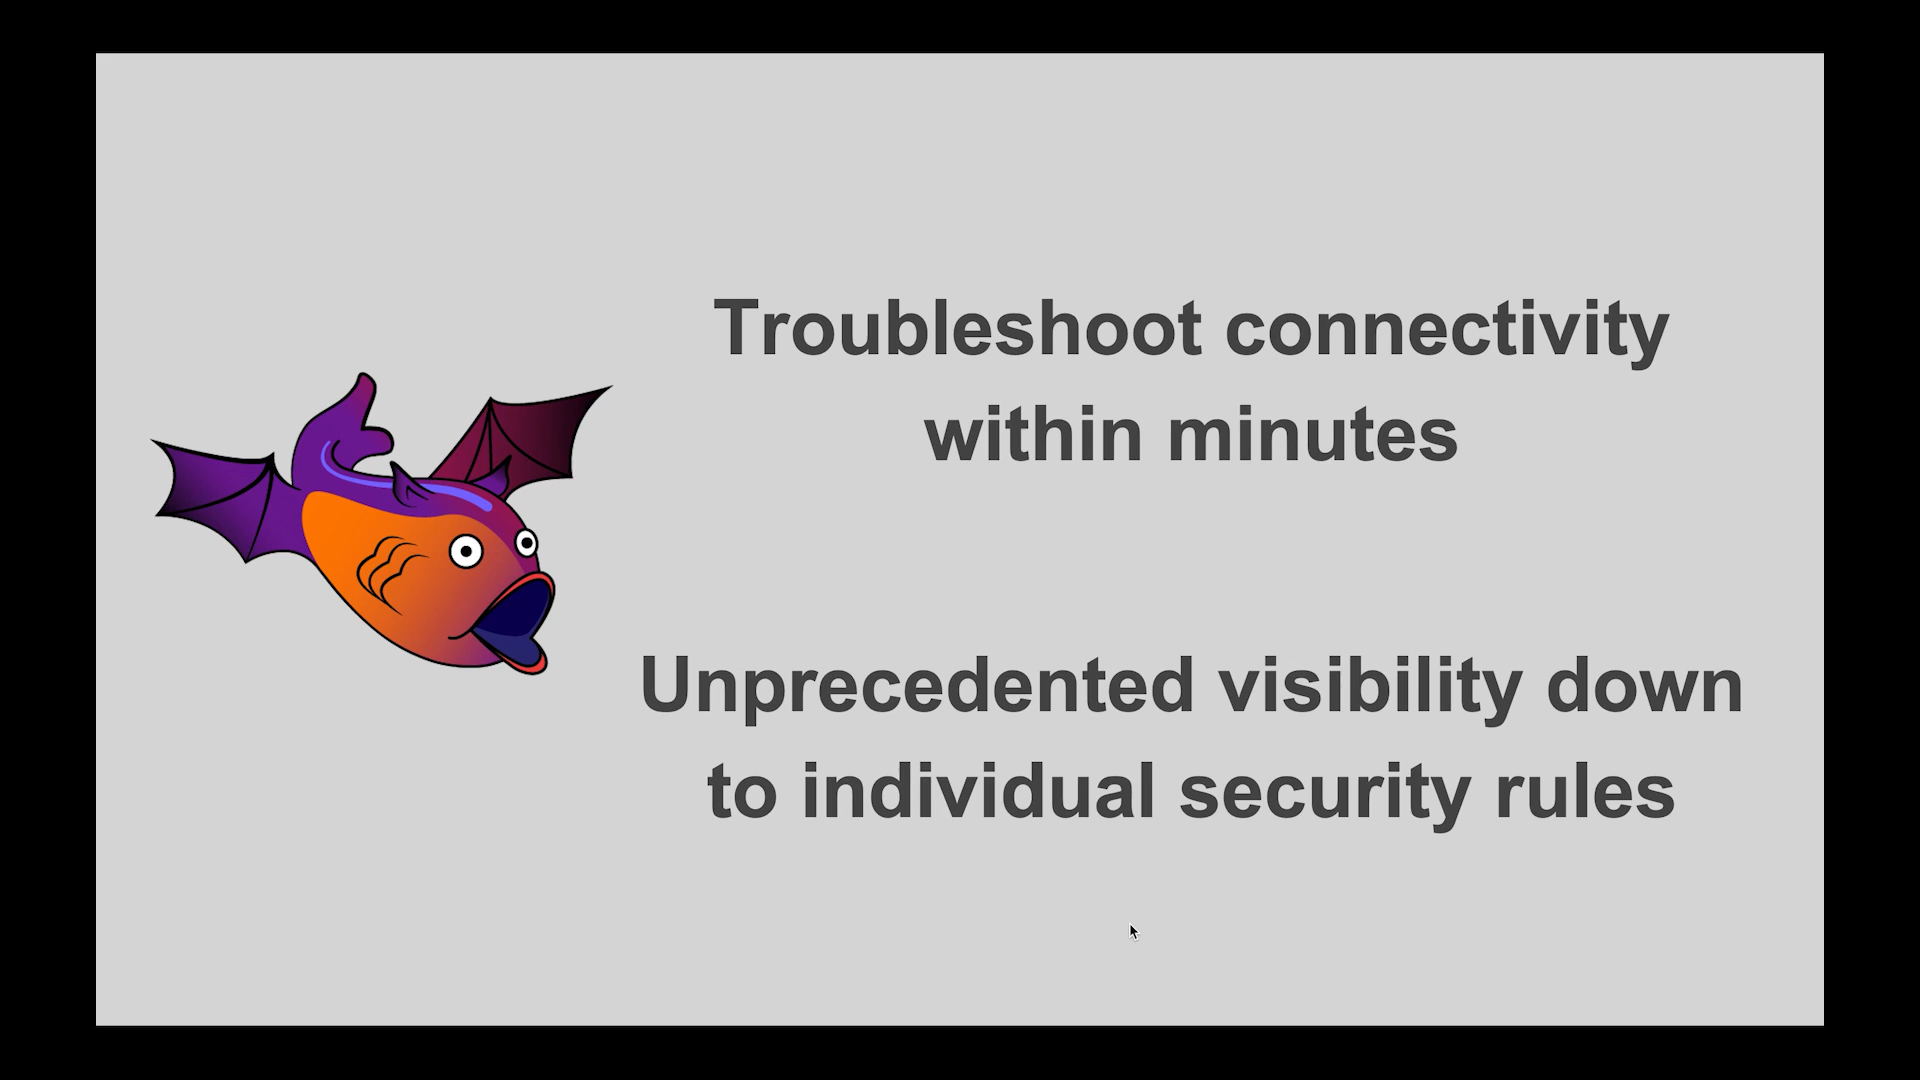 Troubleshoot connectivity
within minutes
Unprecedented visibility down
to individual security rules